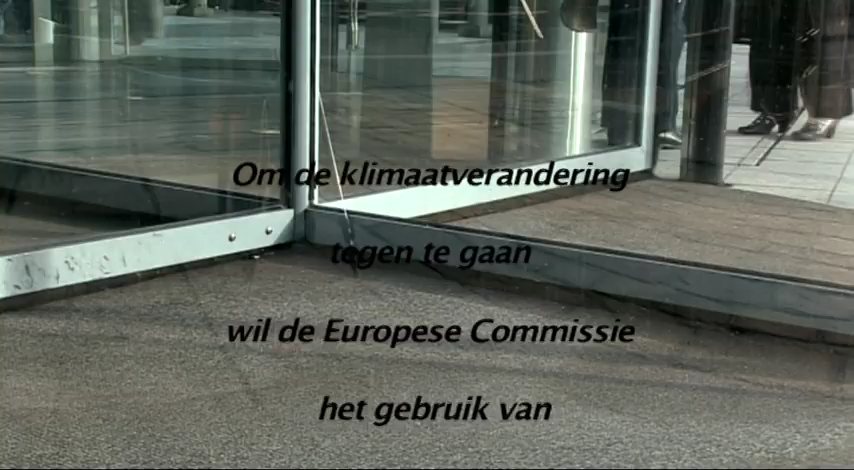 Om de klimaatverandering
tegen te gaan
wil de Europese Commissie
het gebruik van